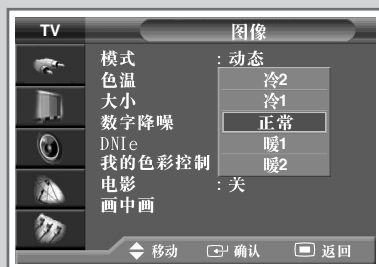 TV 图像
模式 : 动态
色温 冷2
大小 冷1
数字降噪 正常
DNIe 暖1
我的色彩控制 暖2
电影 : 关
画中画
移动 确认 返回